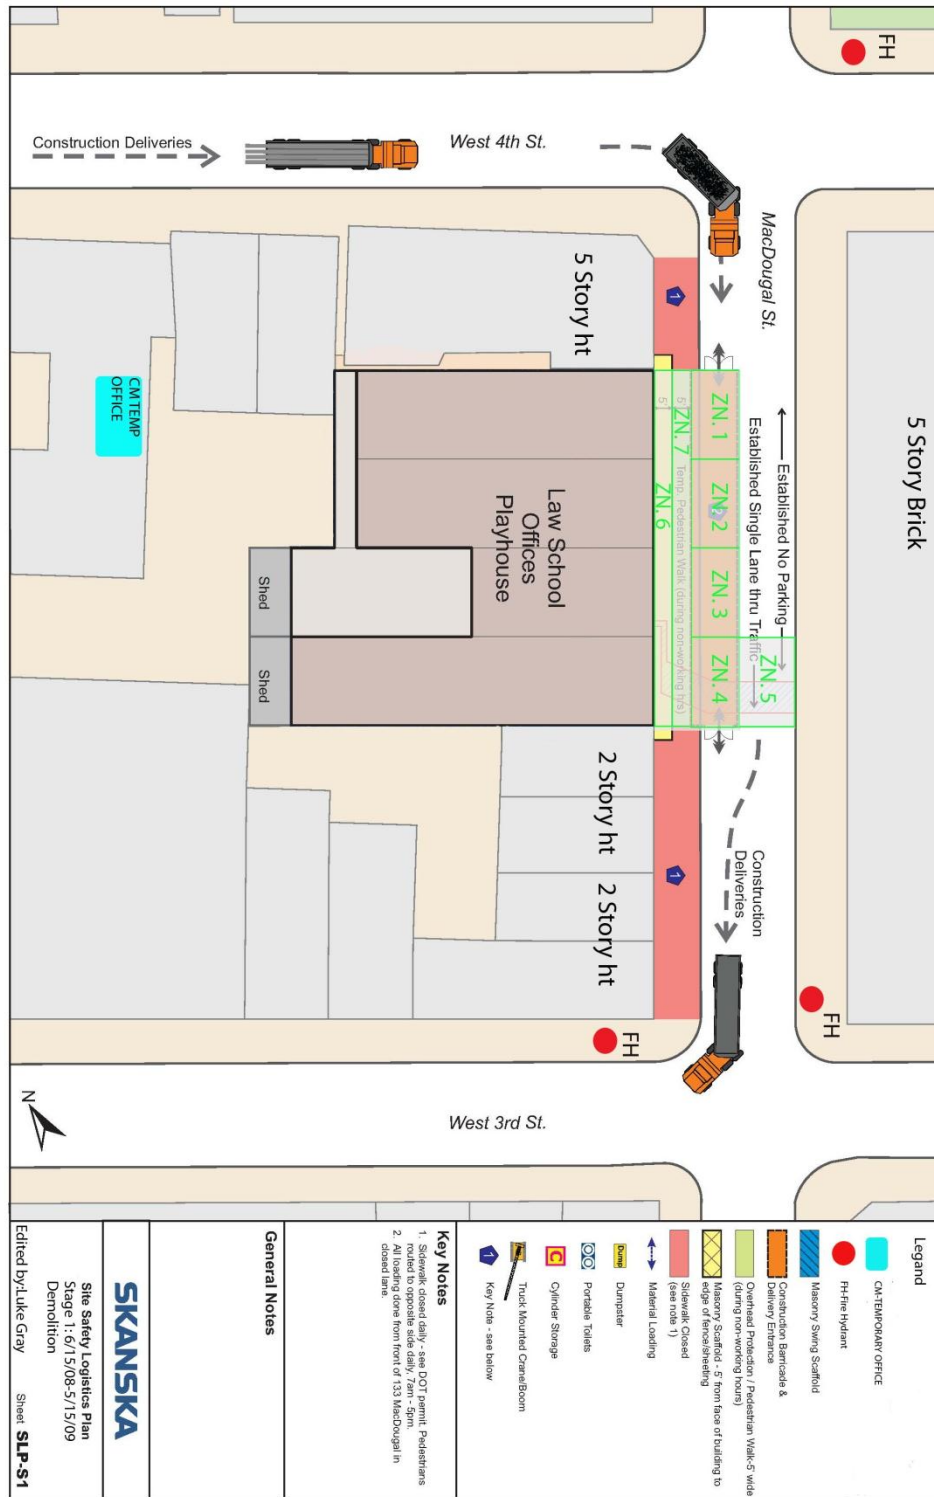 FH
Construction Deliveries
West 4th St.
MacDougal St.
5 Story ht
5 Story Brick
CM TEMP
OFFICE
Law School
Offices
Playhouse
Shed
Shed
ZN. 1
ZN. 2
ZN. 3
ZN. 4
ZN. 5
ZN. 6
ZN. 7
5'
5'
Temp. Pedestrian Walk (during non-working hrs)
Established No Parking
Established Single Lane thru Traffic
1
1
2 Story ht
2 Story ht
Construction
Deliveries
FH
FH
West 3rd St.
N
Legand
CM-TEMPORARY OFFICE
FH-Fire Hydrant
Masonry Swing Scaffold
Construction Barricade &
Delivery Entrance
Overhead Protection / Pedestrian Walk-5' wide
(during non-working hours)
Masonry Scaffold - 5' from face of building to
edge of fence/sheeting
Sidewalk Closed
(see note 1)
Material Loading
Dump
Dumpster
Portable Toilets
C
Cylinder Storage
Truck Mounted Crane/Boom
1
Key Note - see below
Key Notes
1. Sidewalk closed daily - see DOT permit. Pedestrians
routed to opposite side daily, 7am - 5pm.
2. All loading done from front of 133 MacDougal in
closed lane.
General Notes
SKANSKA
Site Safety Logistics Plan
Stage 1: 6/15/08-5/15/09
Demolition
Edited by:Luke Gray
Sheet SLP-S1